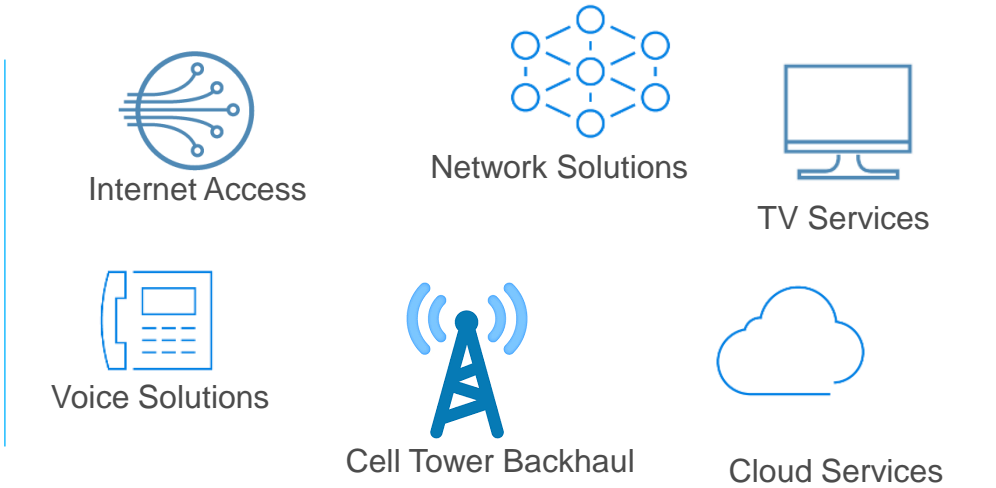 Internet Access
Network Solutions
TV Services
Voice Solutions
Cell Tower Backhaul
Cloud Services